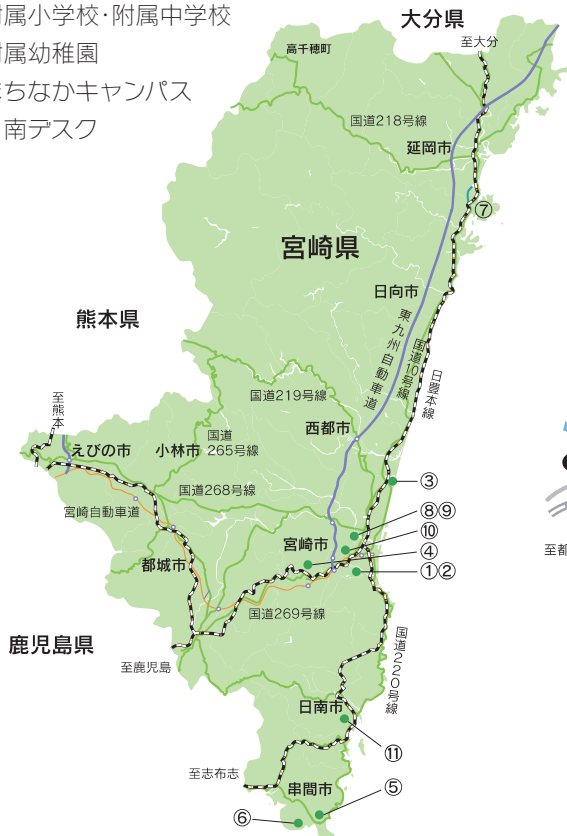 属小学校・附属中学校
属幼稚園
ちなかキャンパス
南デスク
大分県
至大分
高千穂町
国道218号線
延岡市
⑦
宮崎県
日向市
熊本県
東九州自動車道
国道10号線
日豊本線
国道219号線
至熊本
西都市
えびの市
小林市
国道
265号線
③
国道268号線
宮崎自動車道
⑧⑨
⑩
宮崎市
④
至都
都城市
①②
国道269号線
鹿児島県
国道220号線
至鹿児島
日南市
⑪
至志布志
串間市
⑤
⑥